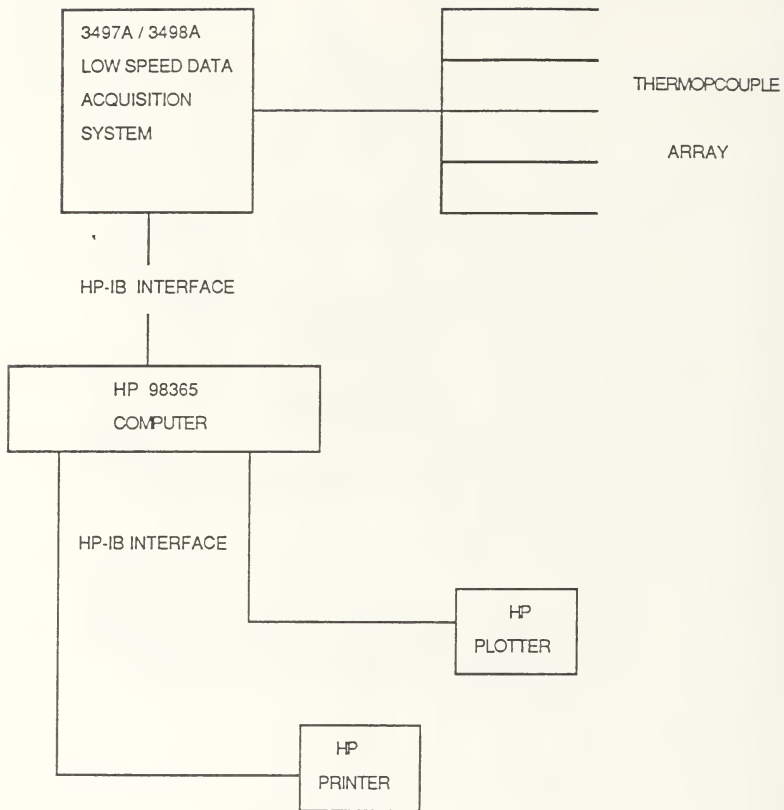 3497A / 3498A
LOW SPEED DATA
ACQUISITION
SYSTEM
THERMOPCOUPLE
ARRAY
HP-IB INTERFACE
HP 98365
COMPUTER
HP-IB INTERFACE
HP
PLOTTER
HP
PRINTER